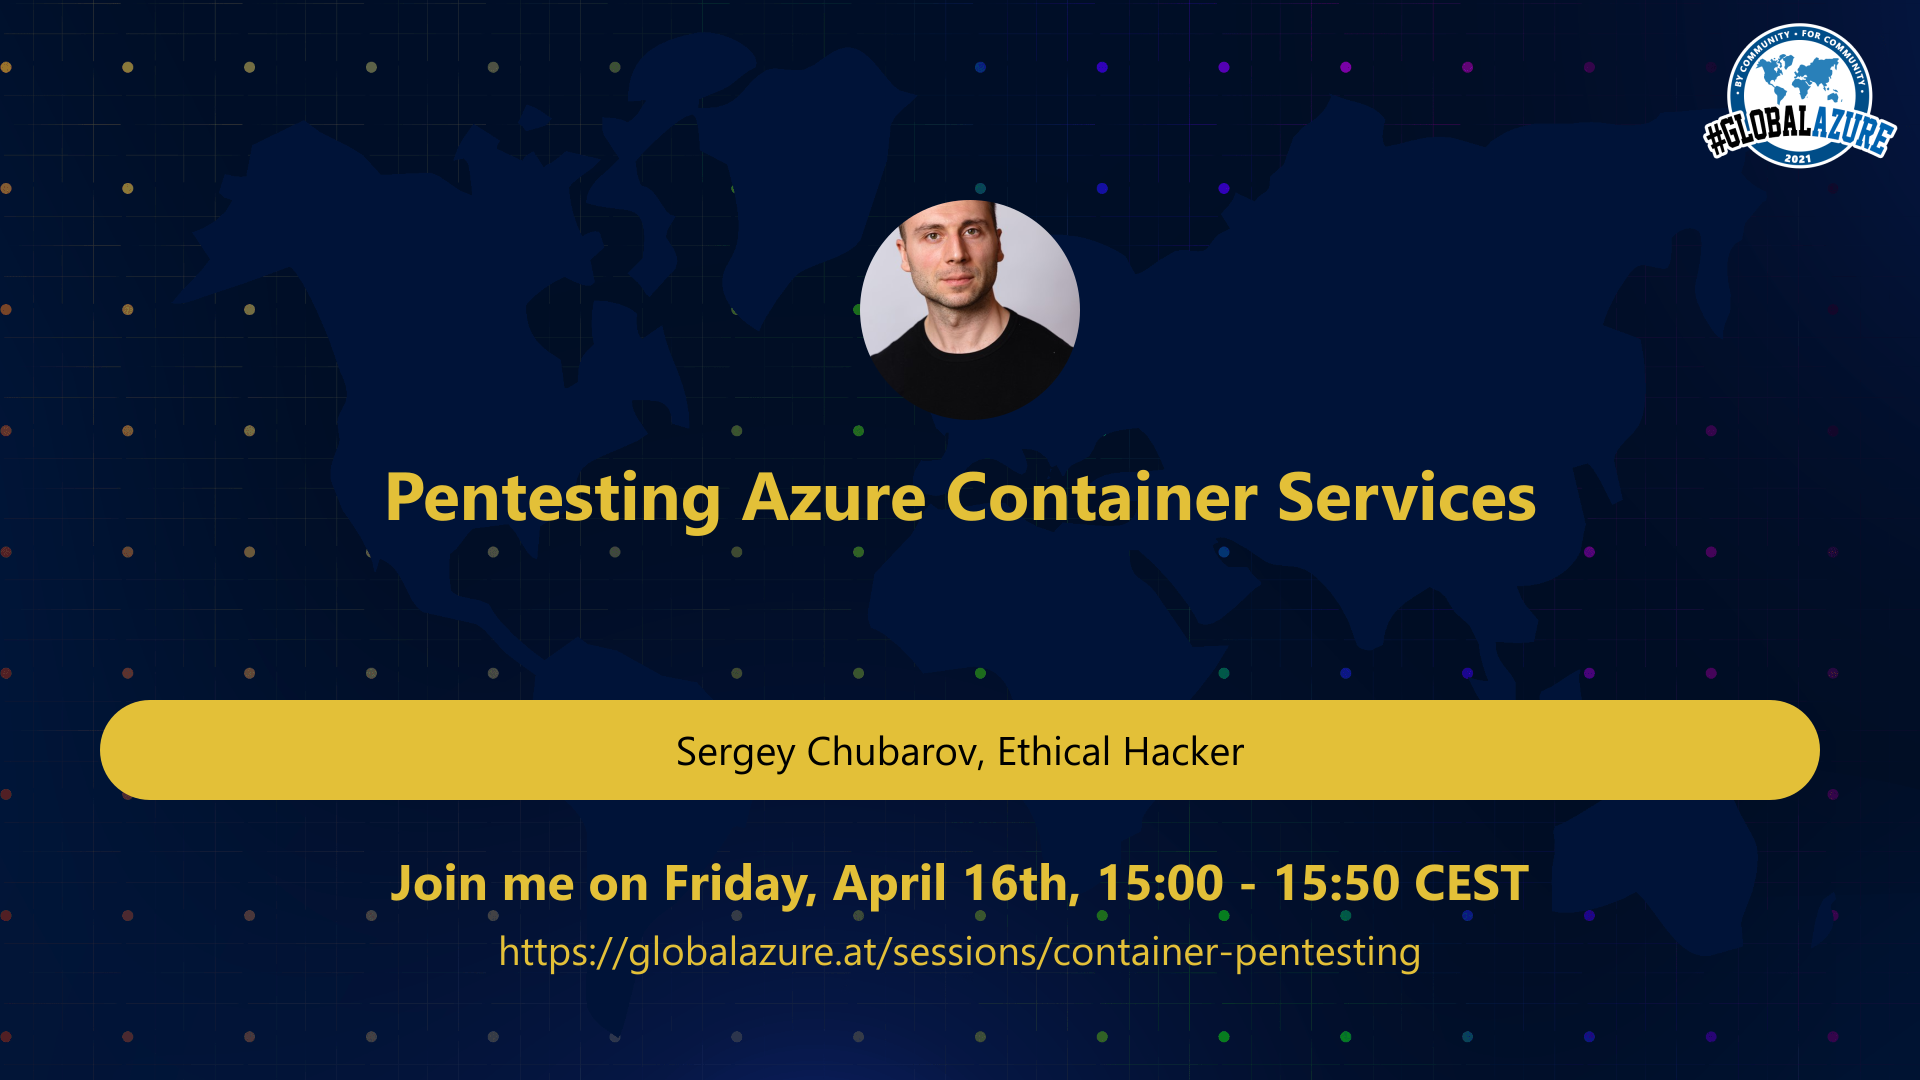 • BY COMMUNITY • FOR COMMUNITY •
#GLOBALAZURE
2021
Pentesting Azure Container Services
Sergey Chubarov, Ethical Hacker
Join me on Friday, April 16th, 15:00 - 15:50 CEST
https://globalazure.at/sessions/container-pentesting